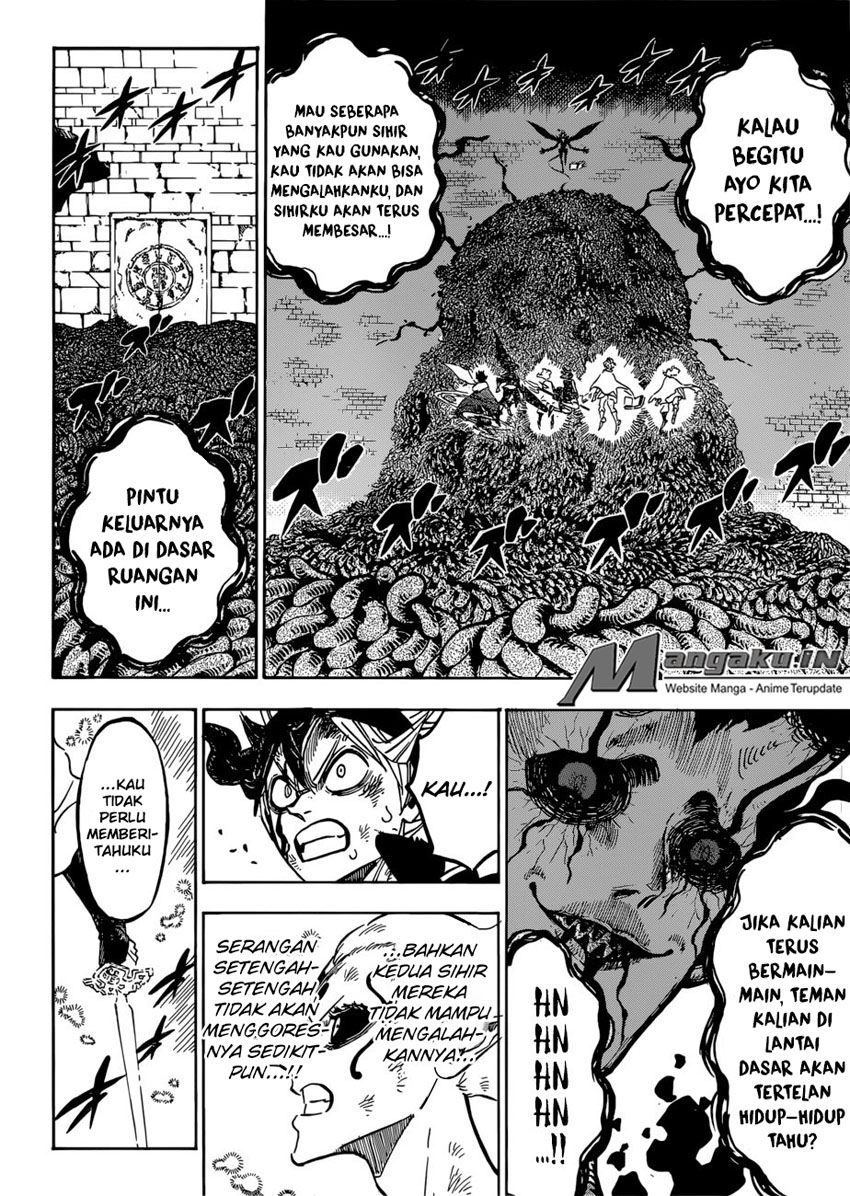 KALAU
BEGITU
AYO KITA
PERCEPAT...!
MAU SEBERAPA
BANYAKPUN SIHIR
YANG KAU GUNAKAN,
KAU TIDAK AKAN BISA
MENGALAHKANKU, DAN
SIHIRKU AKAN TERUS
MEMBESAR...!
PINTU
KELUARNYA
ADA DI DASAR
RUANGAN
INI...
Mangaku.iN
Website Manga - Anime Terupdate
JIKA KALIAN
TERUS
BERMAIN-
MAIN, TEMAN
KALIAN DI
LANTAI
DASAR AKAN
TERTELAN
HIDUP-HIDUP
TAHU?
HN
HN
HN
HN
...!!
KAU...!
...BAHKAN
KEDUA SIHIR
MEREKA
TIDAK MAMPU
MENGALAH-
KANNYA!...
SERANGAN
SETENGAH-
SETENGAH
TIDAK AKAN
MENGGORES-
NYA SEDIKIT-
PUN...!!
...KAU
TIDAK
PERLU
MEMBERI-
TAHUKU
...